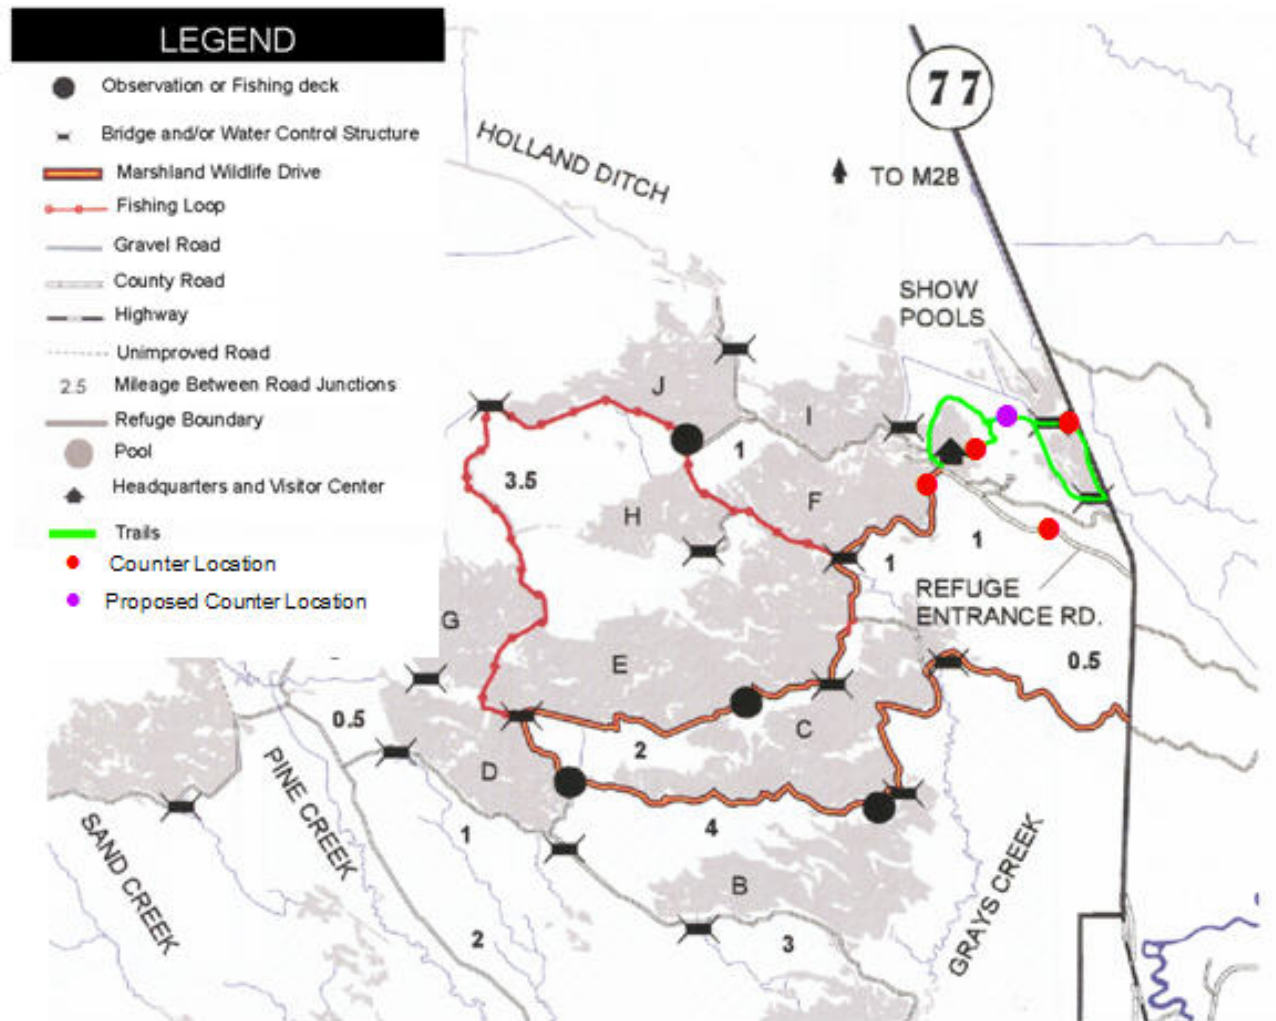 LEGEND
Observation or Fishing deck
Bridge and/or Water Control Structure
Marshland Wildlife Drive
Fishing Loop
Gravel Road
County Road
Highway
Unimproved Road
2.5 Mileage Between Road Junctions
Refuge Boundary
Pool
Headquarters and Visitor Center
Trails
Counter Location
Proposed Counter Location
77
HOLLAND DITCH
TO M28
SHOW
POOLS
J
I
1
3.5
H
F
1
1
REFUGE
ENTRANCE RD.
G
E
0.5
0.5
C
2
D
PINE CREEK
SAND CREEK
1
4
B
GRAYS CREEK
2
3